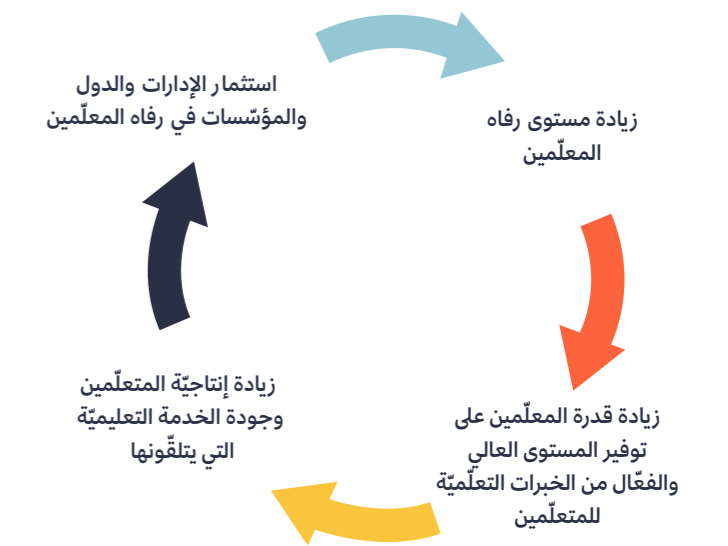 استثمار الإدارات والدول
والمؤسّسات في رفاه المعلّمين
زيادة مستوى رفاه
المعلّمين
زيادة قدرة المعلّمين على
توفير المستوى العالي
والفعّال من الخبرات التعلّميّة
للمتعلّمين
زيادة إنتاجيّة المتعلّمين
وجودة الخدمة التعليميّة
التي يتلقّونها